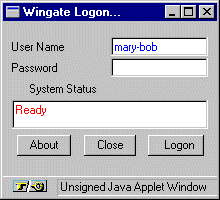 Wingate Logon...
User Name mary-bob
Password
System Status
Ready
About Close Logon
Unsigned Java Applet Window